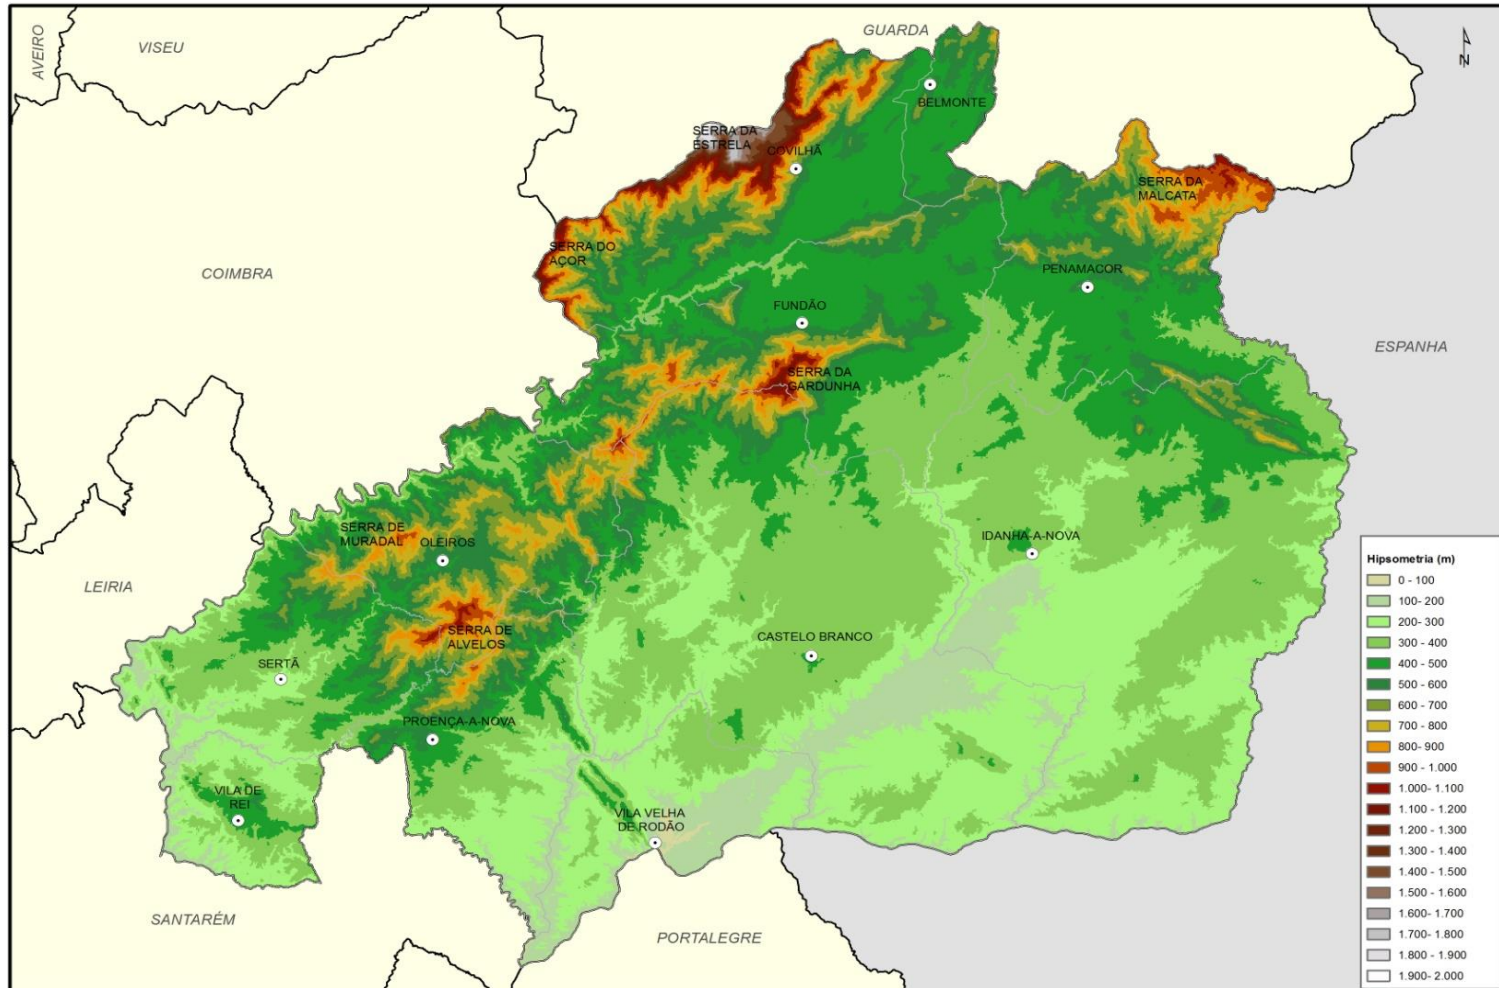 GUARDA
VISEU
AVEIRO
N
BELMONTE
SERRA DA
ESTRELA
COVILHÃ
SERRA DA
MALCATA
SERRA DO
AÇOR
COIMBRA
PENAMACOR
FUNDÃO
ESPANHA
SERRA DA
GARDUNHA
SERRA DE
MURADAL
OLEIROS
IDANHA-A-NOVA
LEIRIA
SERRA DE
ALVELOS
CASTELO BRANCO
SERTÃ
PROENÇA-A-NOVA
VILA DE
REI
VILA VELHA
DE RODÃO
SANTARÉM
PORTALEGRE
Hipsometria (m)
0 - 100
100- 200
200- 300
300 - 400
400 - 500
500 - 600
600 - 700
700 - 800
800- 900
900 - 1.000
1.000- 1.100
1.100 - 1.200
1.200 - 1.300
1.300 - 1.400
1.400 - 1.500
1.500 - 1.600
1.600- 1.700
1.700- 1.800
1.800 - 1.900
1.900- 2.000